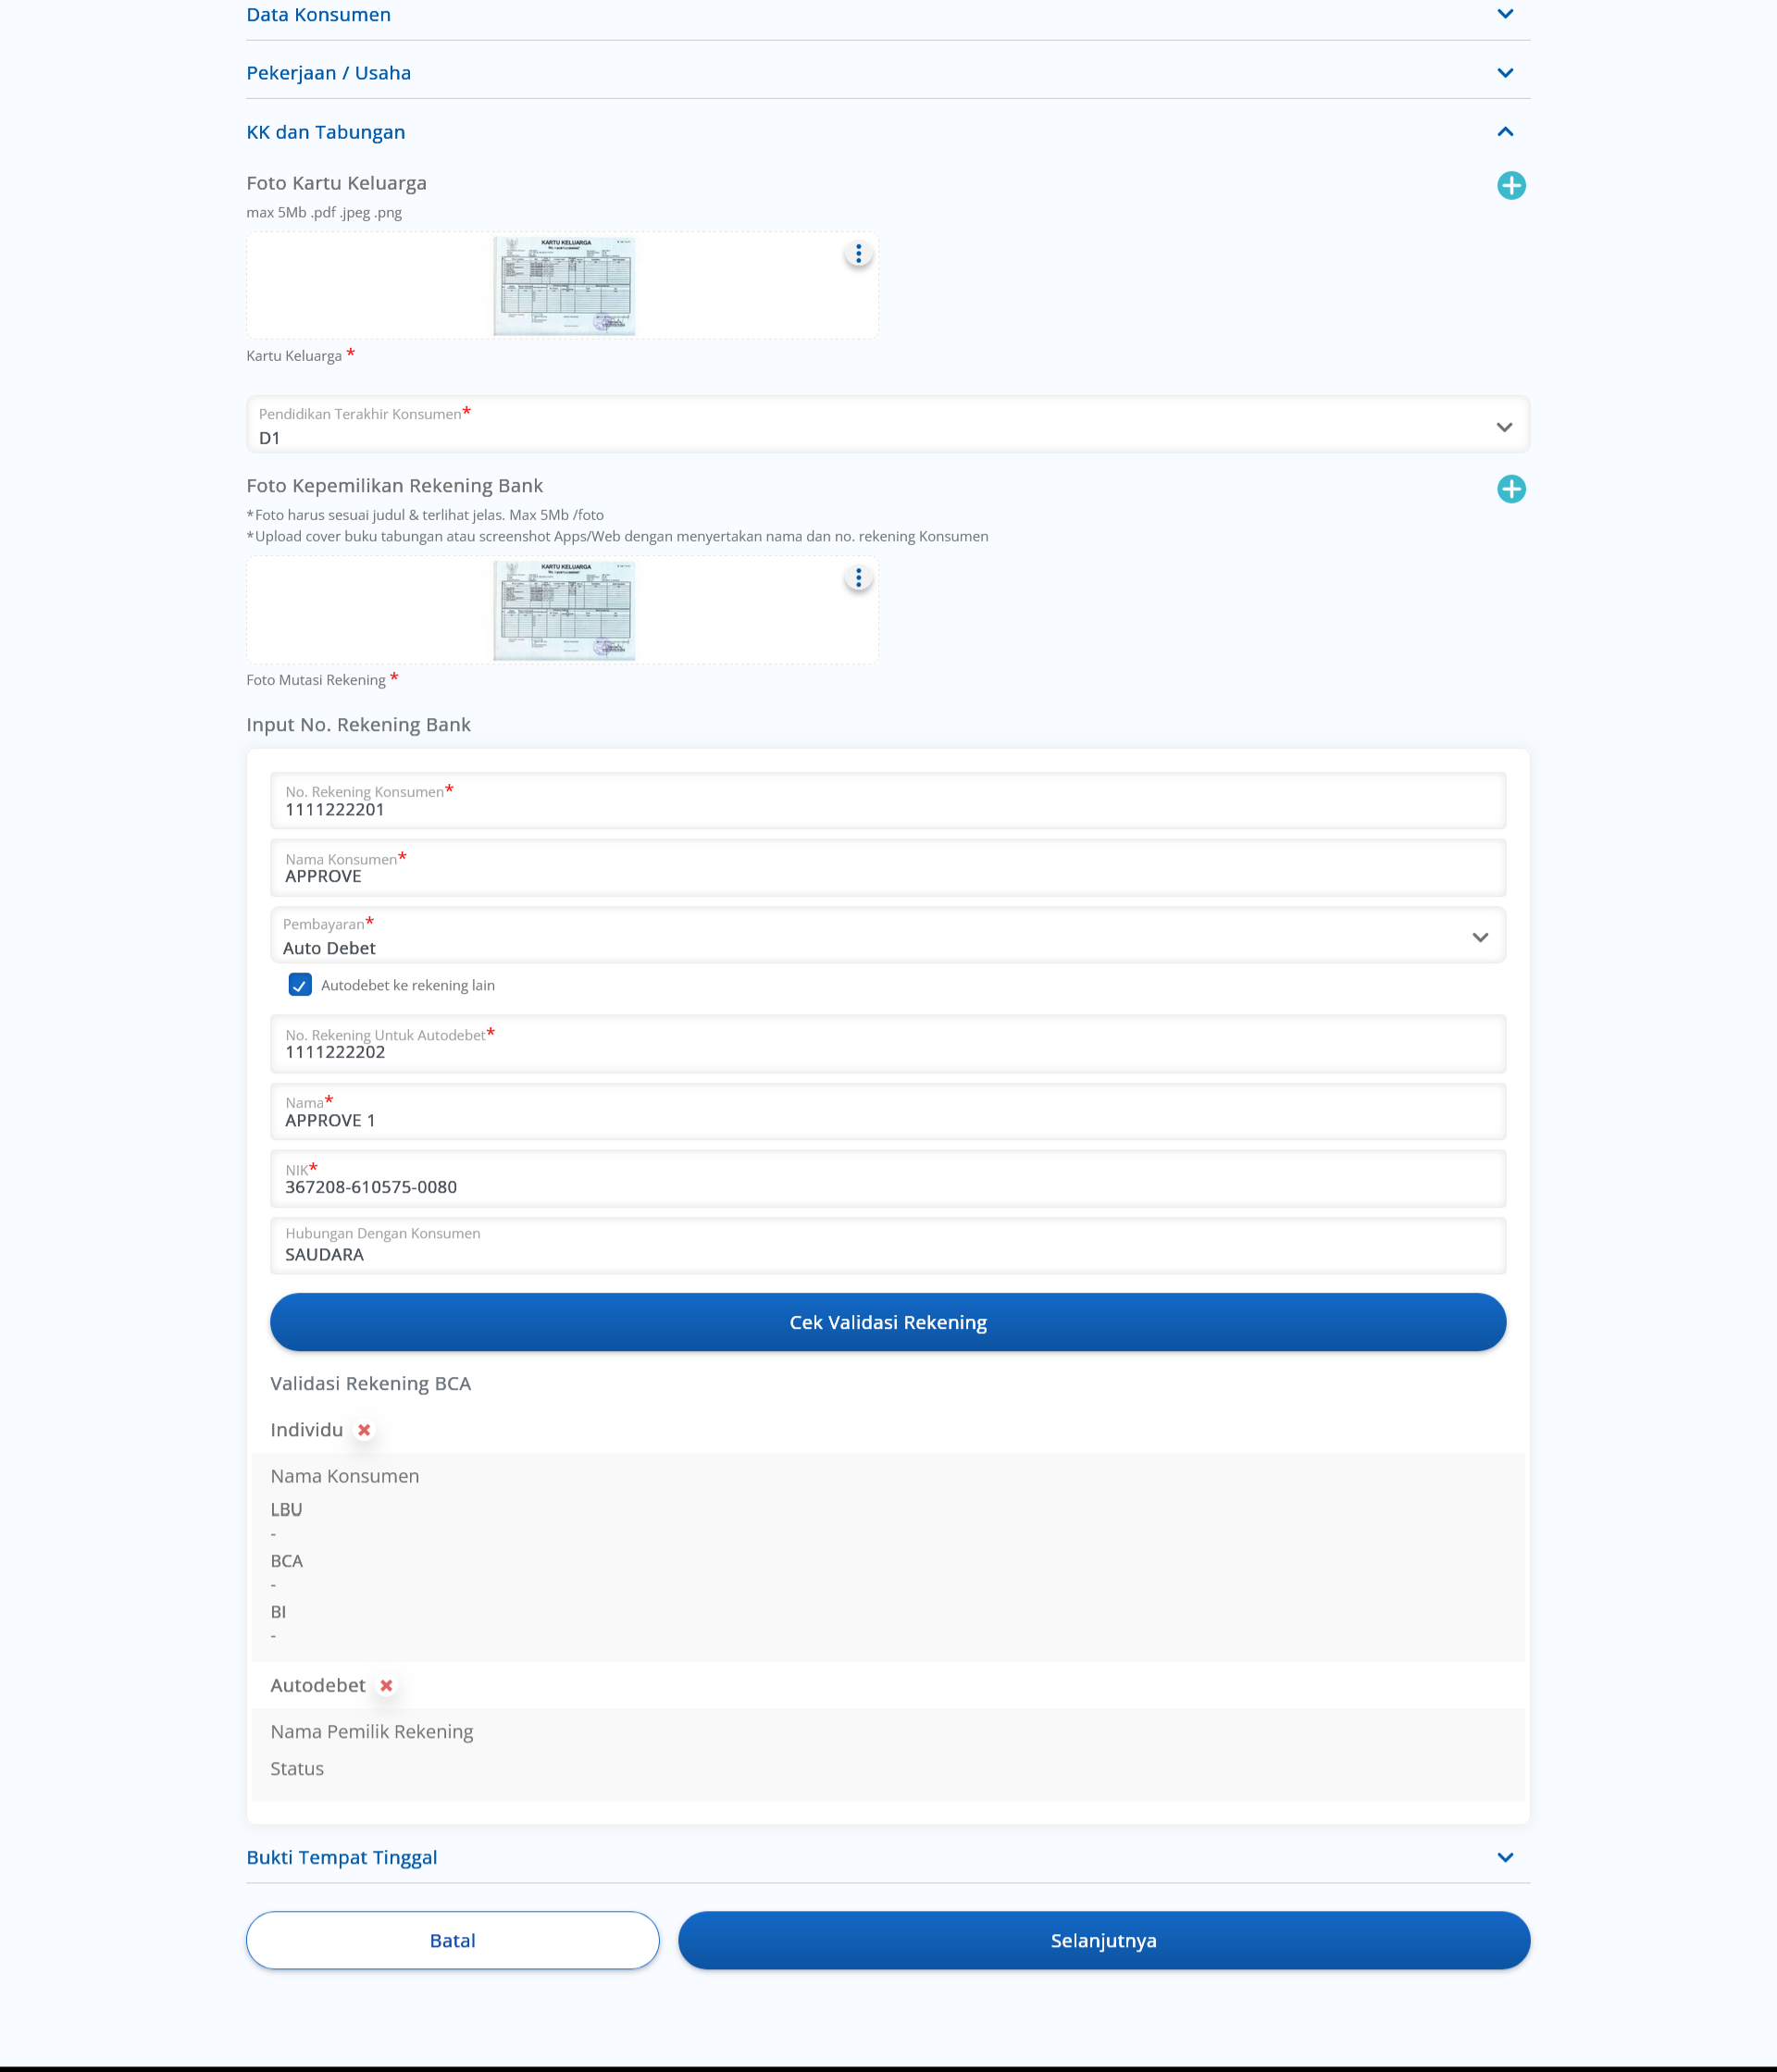 Data Konsumen
Pekerjaan / Usaha
KK dan Tabungan
Foto Kartu Keluarga
max 5Mb .pdf .jpeg .png
KARTU KELUARGA
Kartu Keluarga *
Pendidikan Terakhir Konsumen*
D1
Foto Kepemilikan Rekening Bank
*Foto harus sesuai judul & terlihat jelas. Max 5Mb /foto
*Upload cover buku tabungan atau screenshot Apps/Web dengan menyertakan nama dan no. rekening Konsumen
KARTU KELUARGA
Foto Mutasi Rekening *
Input No. Rekening Bank
No. Rekening Konsumen*
1111222201
Nama Konsumen*
APPROVE
Pembayaran*
Auto Debet
Autodebet ke rekening lain
No. Rekening Untuk Autodebet*
1111222202
Nama*
APPROVE 1
NIK*
367208-610575-0080
Hubungan Dengan Konsumen
SAUDARA
Cek Validasi Rekening
Validasi Rekening BCA
Individu
Nama Konsumen
LBU
-
BCA
-
BI
-
Autodebet
Nama Pemilik Rekening
Status
Bukti Tempat Tinggal
Batal
Selanjutnya